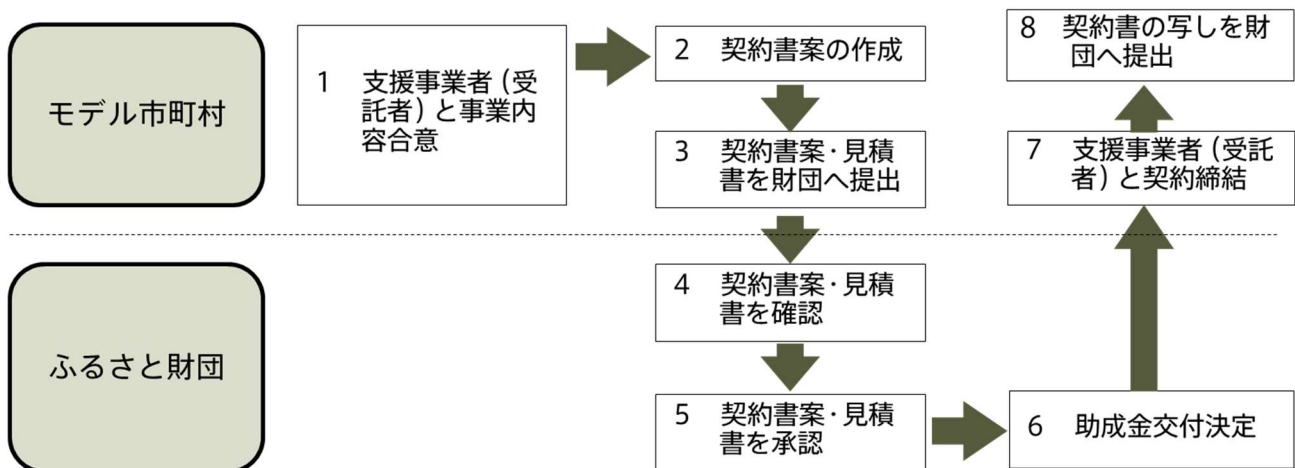 モデル市町村
1 支援事業者（受
託者）と事業内
容合意
2 契約書案の作成
3 契約書案・見積
書を財団へ提出
8 契約書の写しを財
団へ提出
7 支援事業者（受託
者）と契約締結
ふるさと財団
4 契約書案・見積
書を確認
5 契約書案・見積
書を承認
6 助成金交付決定